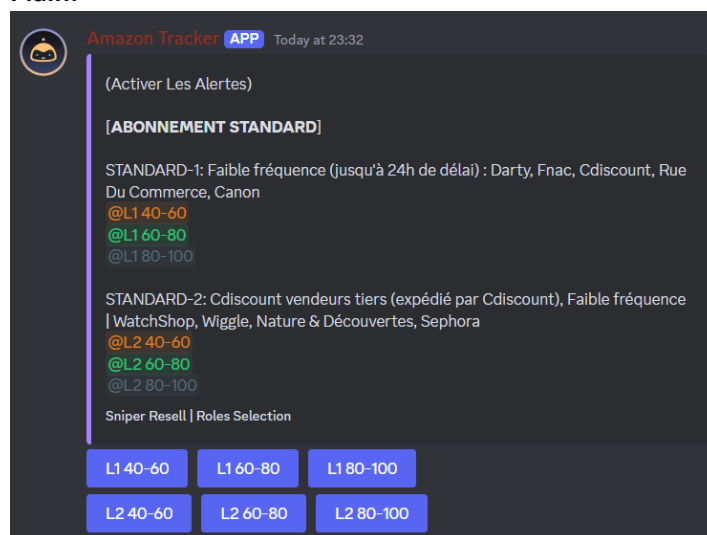 Amazon Tracker APP Today at 23:32
(Activer Les Alertes)
[ABONNEMENT STANDARD]
STANDARD-1: Faible fréquence (jusqu'à 24h de délai) : Darty, Fnac, Cdiscount, Rue
Du Commerce, Canon
@L1 40-60
@L1 60-80
@L1 80-100
STANDARD-2: Cdiscount vendeurs tiers (expédié par Cdiscount), Faible fréquence
| WatchShop, Wiggle, Nature & Découvertes, Sephora
@L2 40-60
@L2 60-80
@L2 80-100
Sniper Resell | Roles Selection
L1 40-60 L1 60-80 L1 80-100
L2 40-60 L2 60-80 L2 80-100